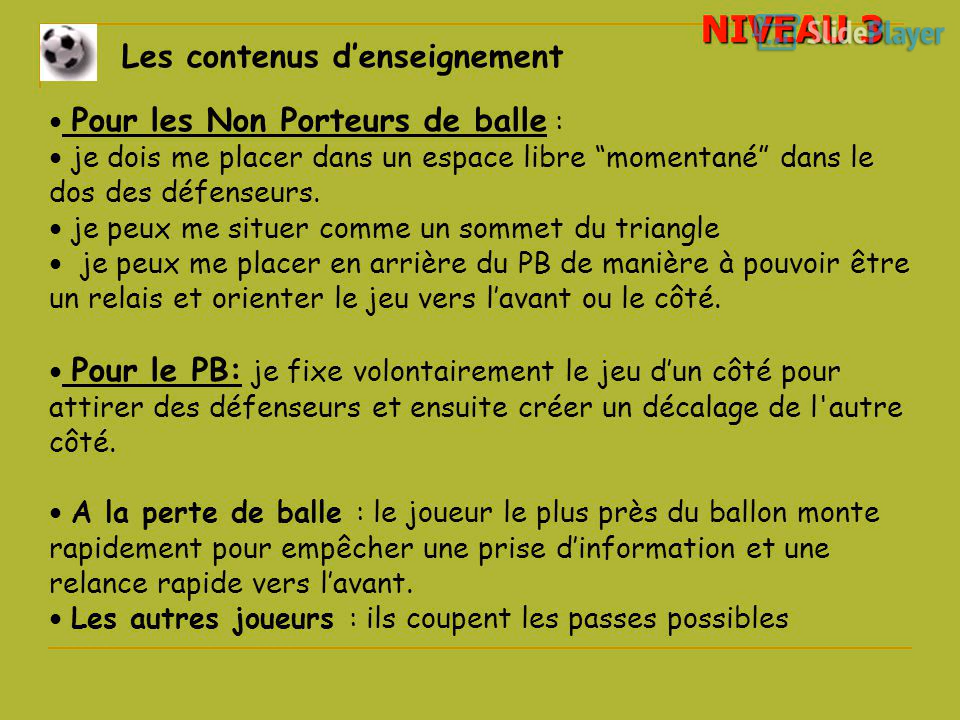 NIVEAU 3
SlidePlayer
Les contenus d’enseignement
• Pour les Non Porteurs de balle :
• je dois me placer dans un espace libre “momentané” dans le
dos des défenseurs.
• je peux me situer comme un sommet du triangle
• je peux me placer en arrière du PB de manière à pouvoir être
un relais et orienter le jeu vers l’avant ou le côté.
• Pour le PB: je fixe volontairement le jeu d’un côté pour
attirer des défenseurs et ensuite créer un décalage de l'autre
côté.
• A la perte de balle : le joueur le plus près du ballon monte
rapidement pour empêcher une prise d’information et une
relance rapide vers l’avant.
• Les autres joueurs : ils coupent les passes possibles